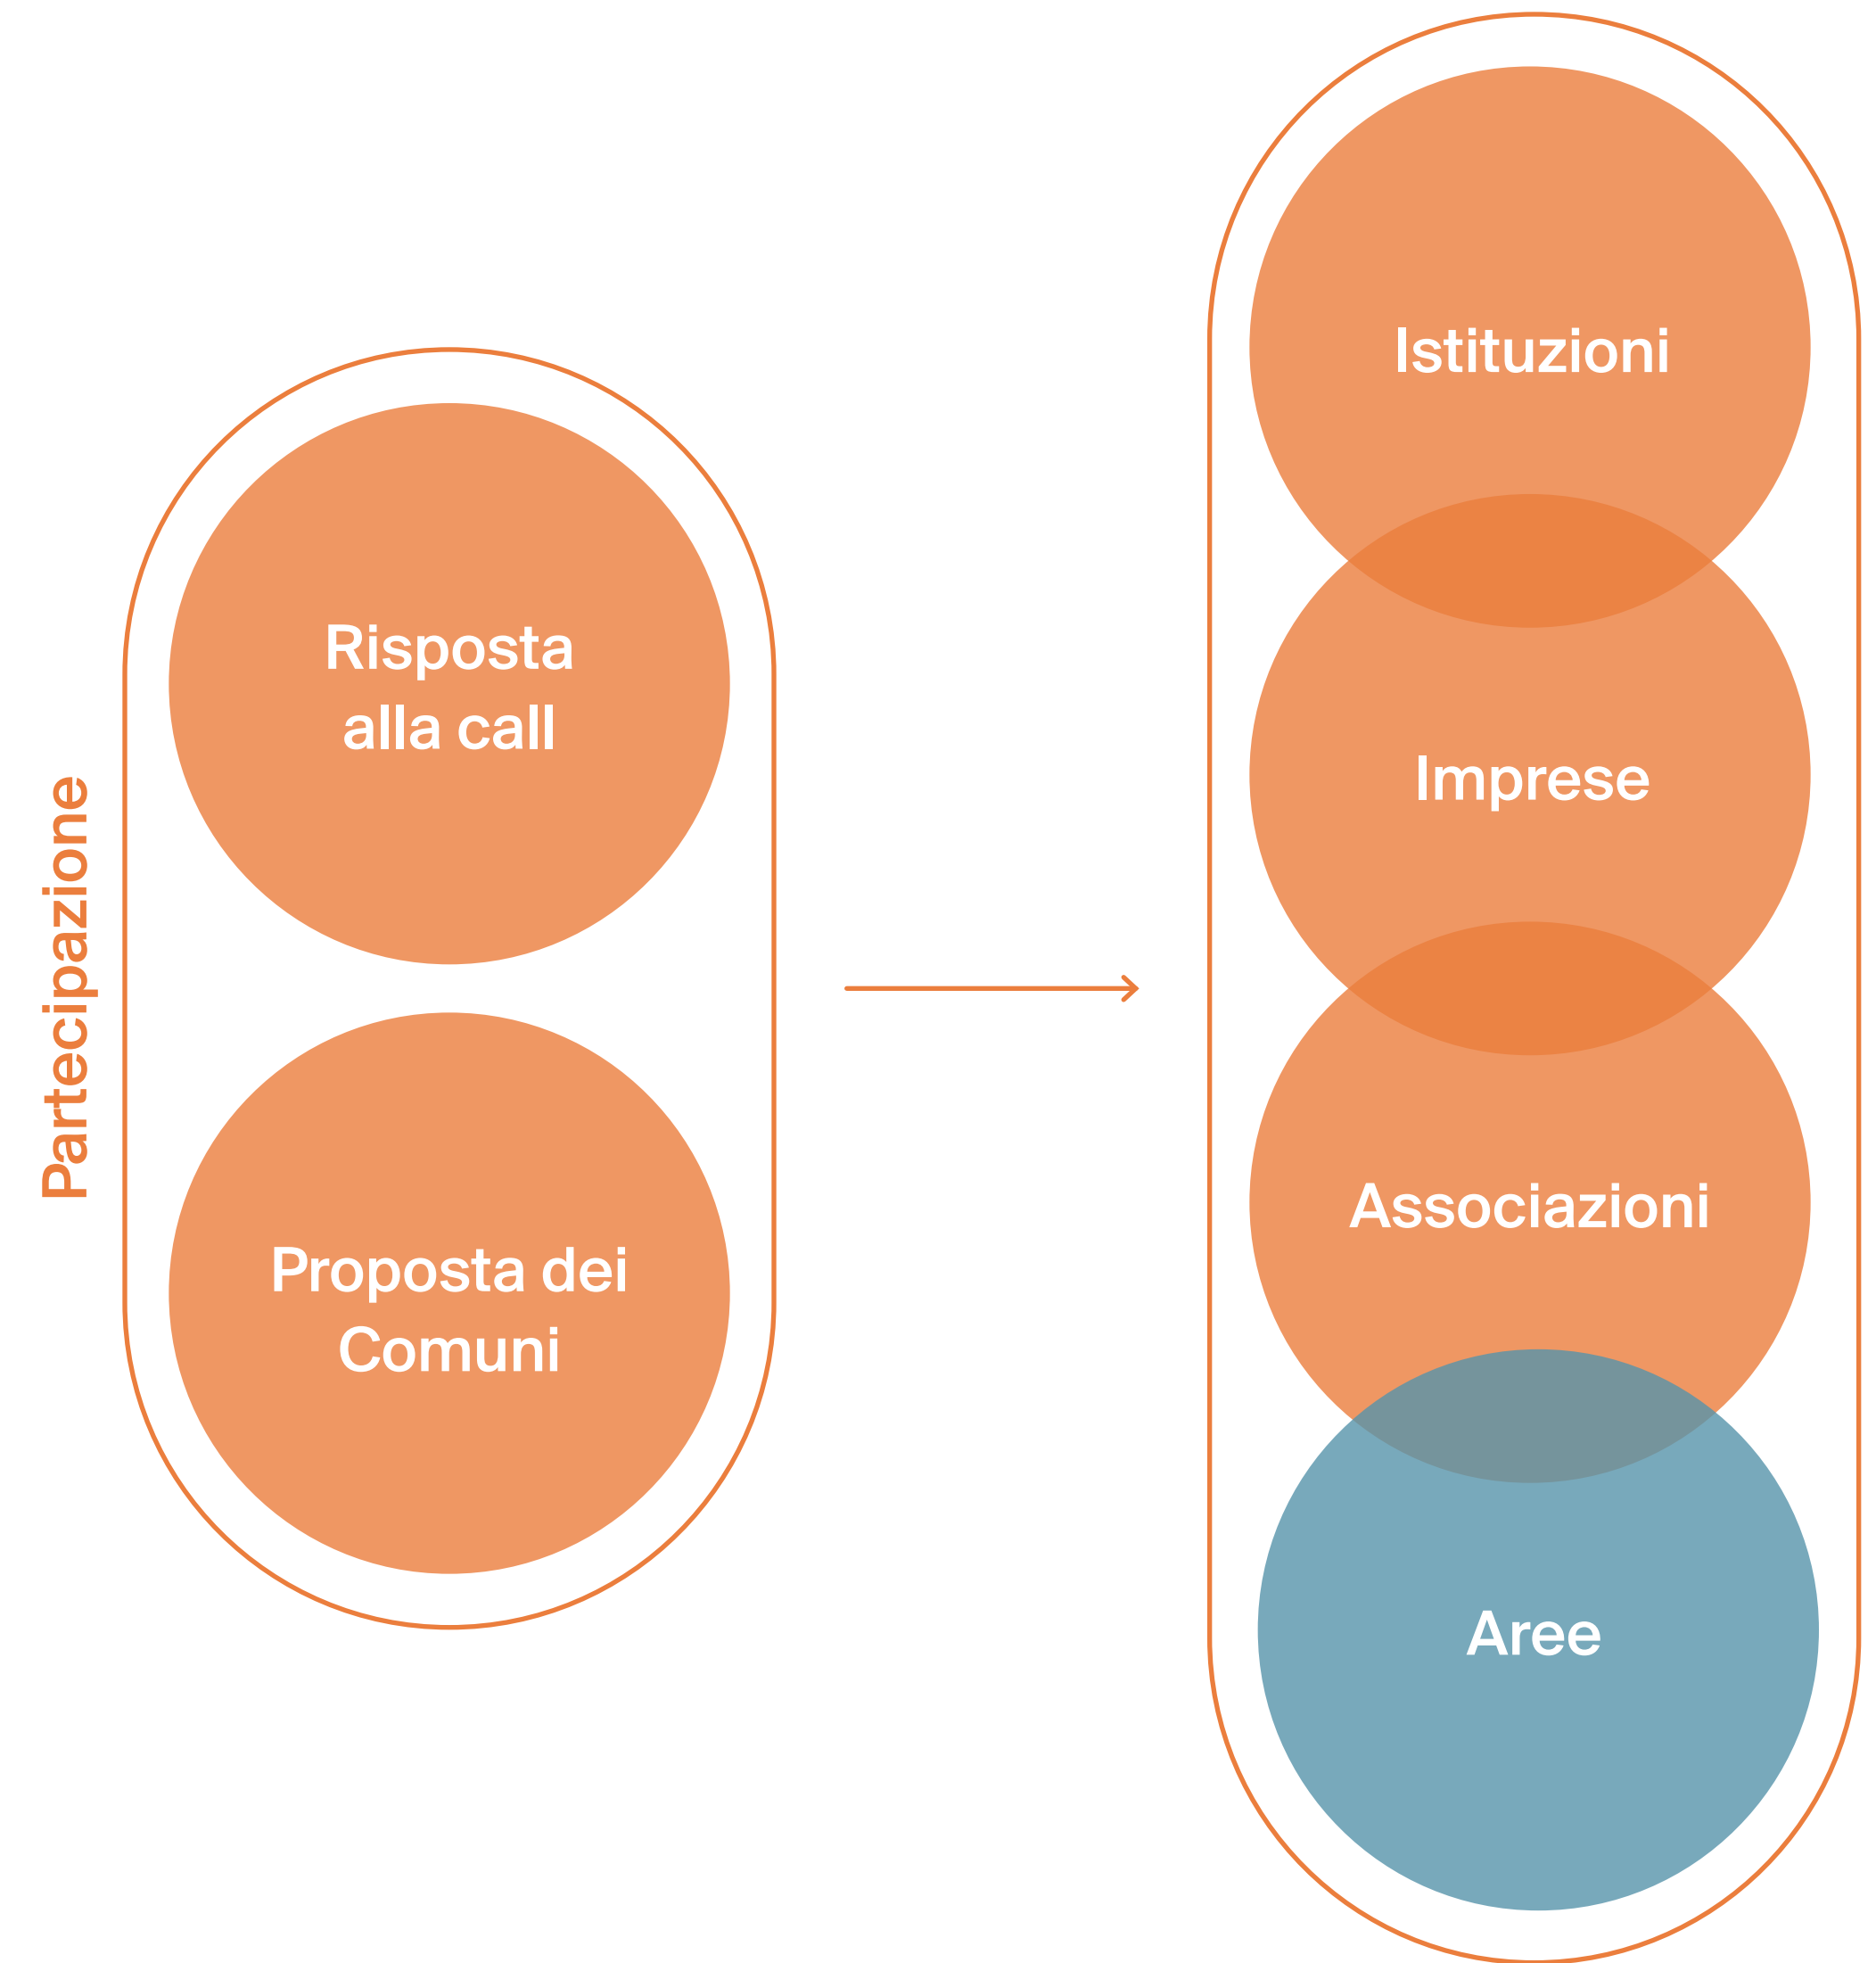 Partecipazione
Risposta
alla call
Proposta dei
Comuni
Istituzioni
Imprese
Associazioni
Aree